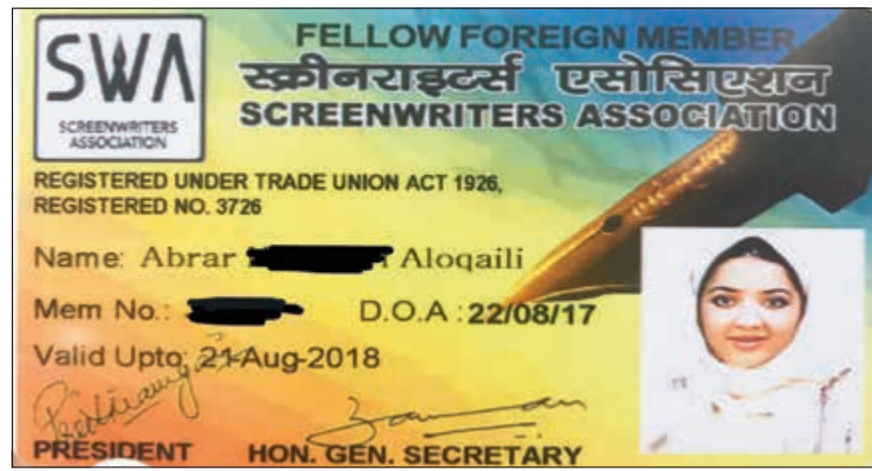 SWA
SCREENWRITERS
ASSOCIATION
FELLOW FOREIGN MEMBER
स्क्रीनराइटर्स एसोसिएशन
SCREENWRITERS ASSOCIATION
REGISTERED UNDER TRADE UNION ACT 1926,
REGISTERED NO. 3726
Name: Abrar Aloqaili
Mem No.: D.O.A : 22/08/17
Valid Upto: 21-Aug-2018
PRESIDENT HON. GEN. SECRETARY